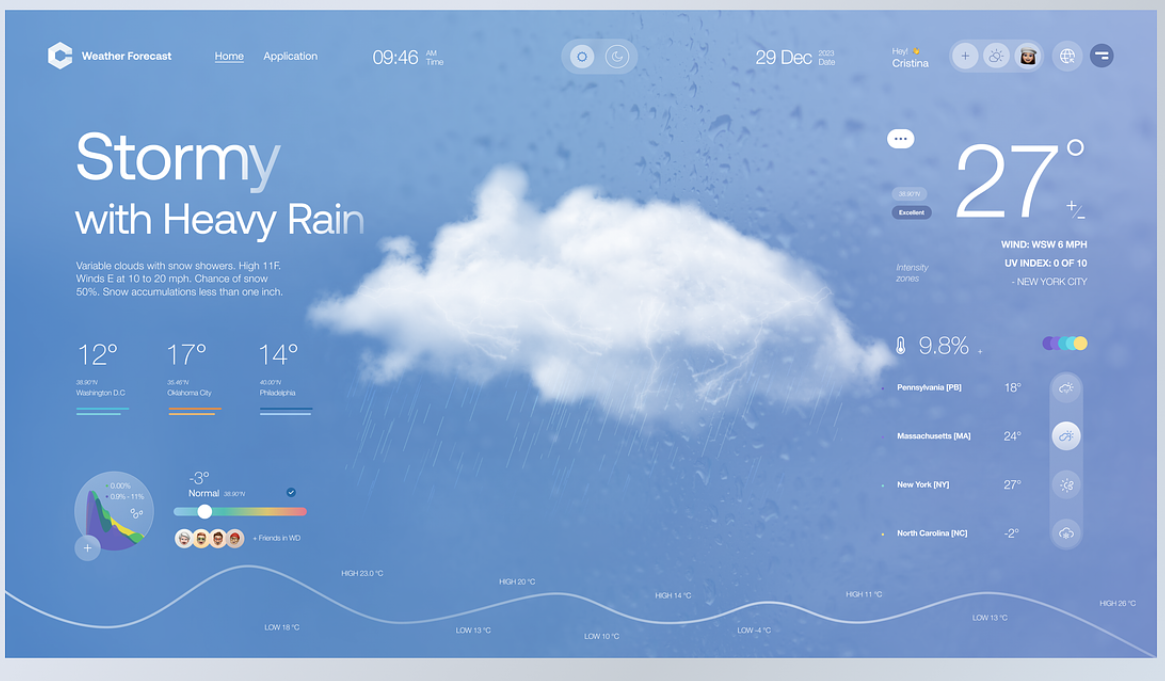 Weather Forecast
Home
Application
09:46
AM
Time
29 Dec
2023
Date
Hey!
Cristina
Stormy
with Heavy Rain
Variable clouds with snow showers. High 11F.
Winds E at 10 to 20 mph. Chance of snow
50%. Snow accumulations less than one inch.
12°
38.90°N
Washington D.C
17°
35.46°N
Oklahoma City
14°
40.00°N
Philadelphia
0.00%
0.9% - 11%
-3°
Normal 38.90°N
+ Friends in WD
27°
+/_
38.90°N
Excellent
WIND: WSW 6 MPH
UV INDEX: 0 OF 10
- NEW YORK CITY
Intensity
zones
9.8% +
Pennsylvania [PB] 18°
Massachusetts [MA] 24°
New York [NY] 27°
North Carolina [NC] -2°
HIGH 23.0 °C
LOW 18 °C
HIGH 20 °C
LOW 13 °C
HIGH 14 °C
LOW 10 °C
HIGH 11 °C
LOW -4 °C
HIGH 26 °C
LOW 13 °C